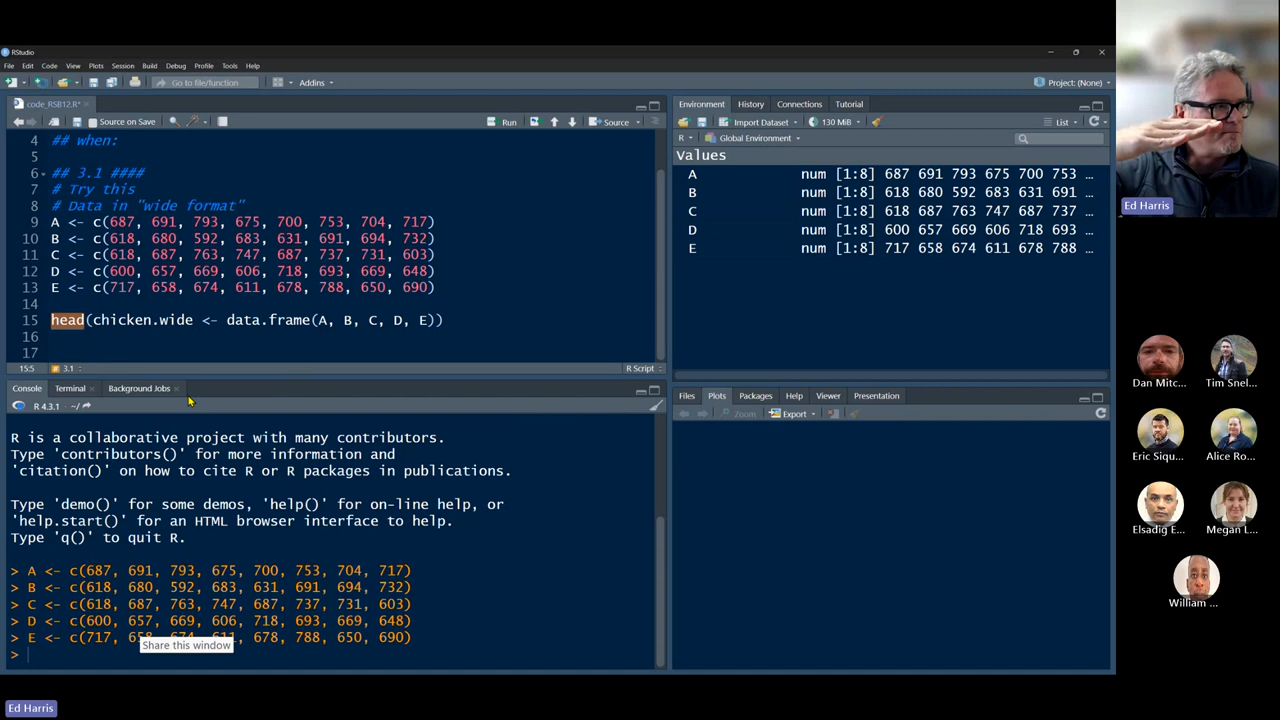 RStudio
File Edit Code View Plots Session Build Debug Profile Tools Help
Go to file/function
Addins
Project: (None)
code_RSB12.R*
Source on Save
Run
Source
4 ## when:
5
6 ## 3.1 ####
7 # Try this
8 # Data in "wide format"
9 A <- c(687, 691, 793, 675, 700, 753, 704, 717)
10 B <- c(618, 680, 592, 683, 631, 691, 694, 732)
11 C <- c(618, 687, 763, 747, 687, 737, 731, 603)
12 D <- c(600, 657, 669, 606, 718, 693, 669, 648)
13 E <- c(717, 658, 674, 611, 678, 788, 650, 690)
14
15 head(chicken.wide <- data.frame(A, B, C, D, E))
16
17
15:5
3.1
R Script
Console Terminal Background Jobs
R 4.3.1 · ~/
R is a collaborative project with many contributors.
Type 'contributors()' for more information and
'citation()' on how to cite R or R packages in publications.
Type 'demo()' for some demos, 'help()' for on-line help, or
'help.start()' for an HTML browser interface to help.
Type 'q()' to quit R.
> A <- c(687, 691, 793, 675, 700, 753, 704, 717)
> B <- c(618, 680, 592, 683, 631, 691, 694, 732)
> C <- c(618, 687, 763, 747, 687, 737, 731, 603)
> D <- c(600, 657, 669, 606, 718, 693, 669, 648)
> E <- c(717, 658, 674, 611, 678, 788, 650, 690)
Share this window
>
Environment History Connections Tutorial
Import Dataset
130 MiB
List
R
Global Environment
Values
A num [1:8] 687 691 793 675 700 753 ...
B num [1:8] 618 680 592 683 631 691 ...
C num [1:8] 618 687 763 747 687 737 ...
D num [1:8] 600 657 669 606 718 693 ...
E num [1:8] 717 658 674 611 678 788 ...
Files Plots Packages Help Viewer Presentation
Zoom
Export
Ed Harris
Dan Mitc...
Tim Snel...
Eric Siqu...
Alice Ro...
Elsadig E...
Megan L...
William ...
Ed Harris